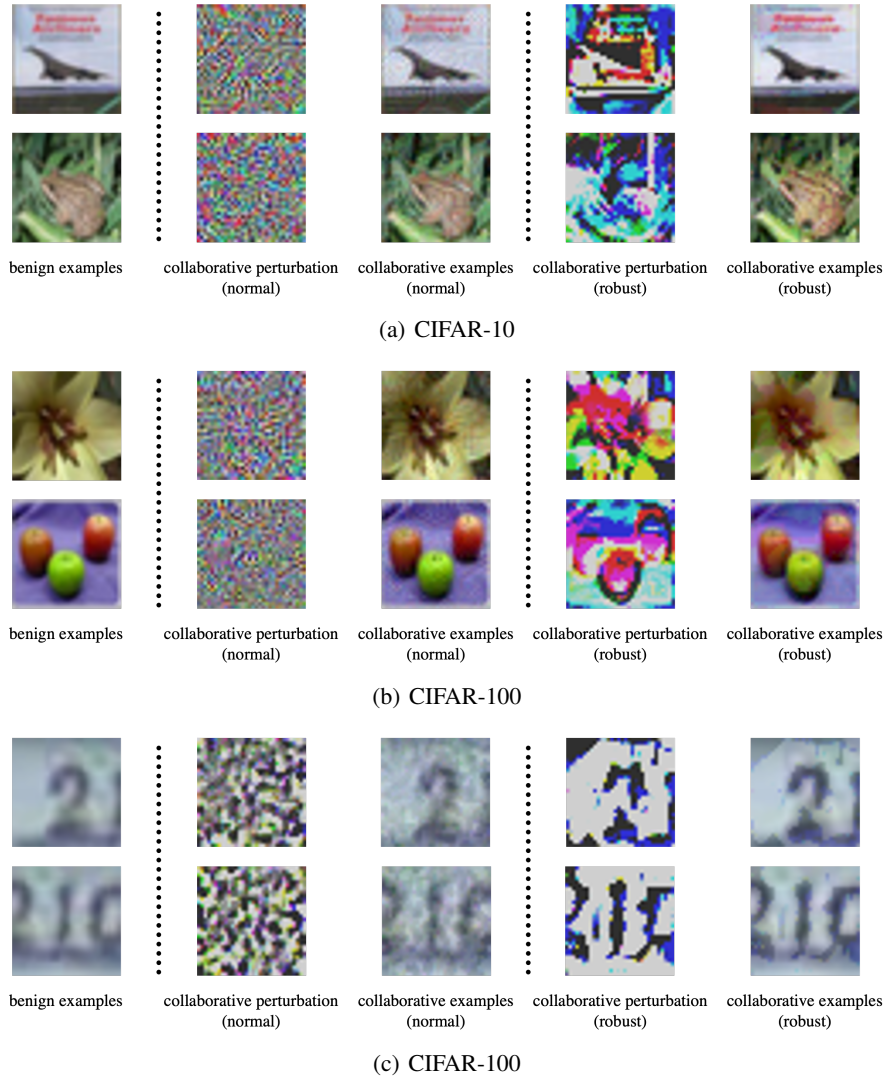 benign examples
collaborative perturbation
(normal)
collaborative examples
(normal)
collaborative perturbation
(robust)
collaborative examples
(robust)
(a) CIFAR-10
benign examples
collaborative perturbation
(normal)
collaborative examples
(normal)
collaborative perturbation
(robust)
collaborative examples
(robust)
(b) CIFAR-100
2
210
benign examples
collaborative perturbation
(normal)
collaborative examples
(normal)
collaborative perturbation
(robust)
collaborative examples
(robust)
(c) CIFAR-100